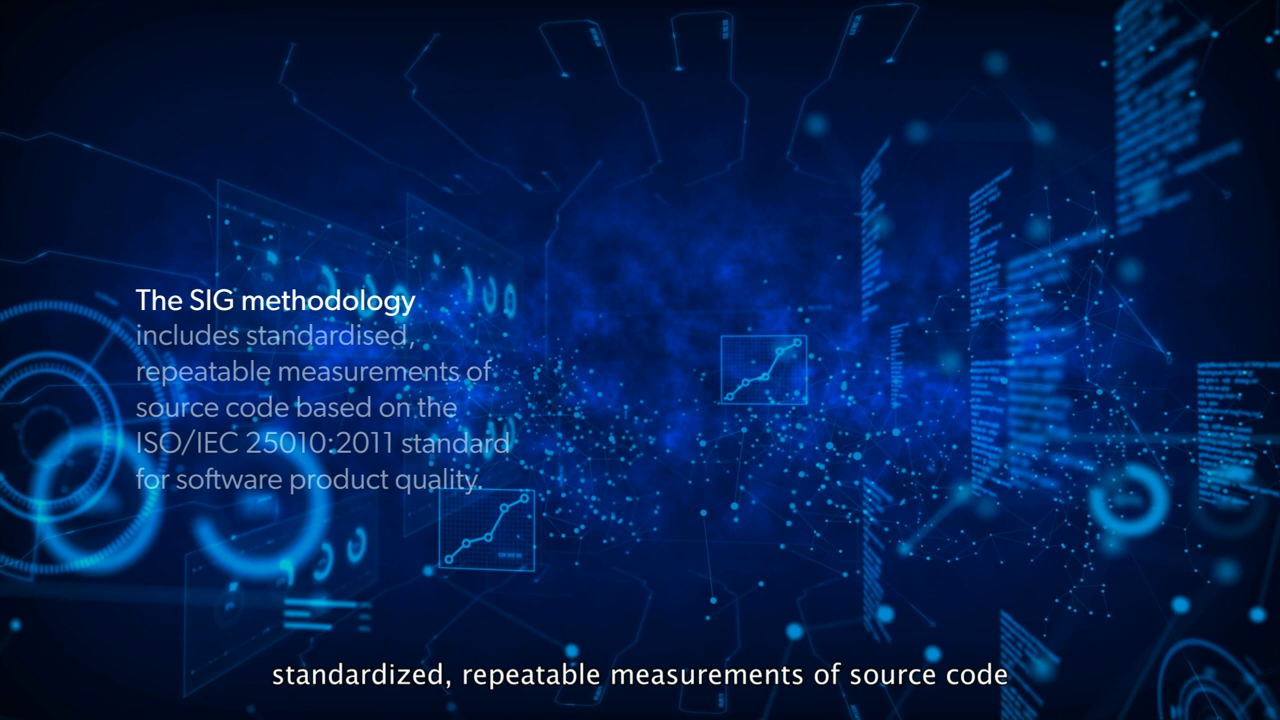 The SIG methodology
includes standardised,
repeatable measurements of
source code based on the
ISO/IEC 25010:2011 standard
for software product quality.
standardized, repeatable measurements of source code